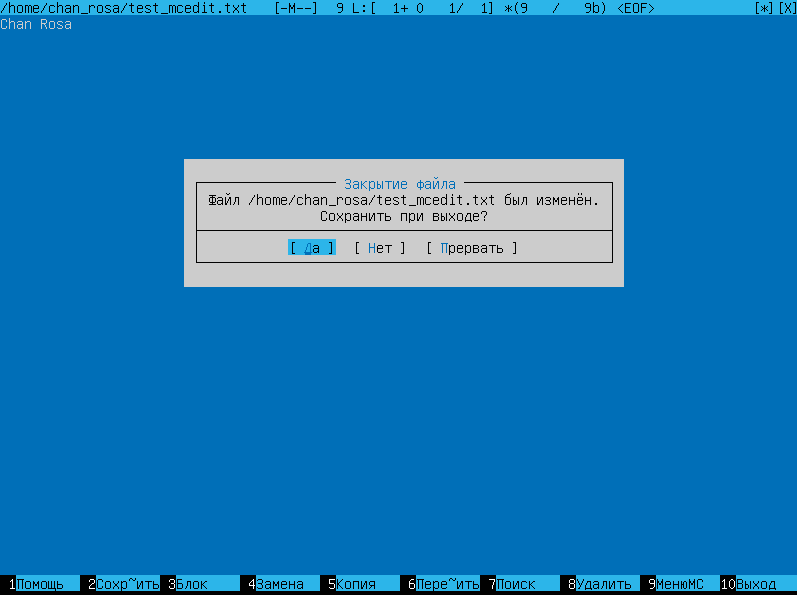 /home/chan_rosa/test_mcedit.txt [-M--] 9 L:[ 1+ 0 1/ 1] *(9 / 9b) <EOF> [*][X]
Chan Rosa
Закрытие файла
Файл /home/chan_rosa/test_mcedit.txt был изменён.
Сохранить при выходе?
[ Да ] [ Нет ] [ Прервать ]
1Помощь 2Сохр~ить 3Блок 4Замена 5Копия 6Пере~ить 7Поиск 8Удалить 9МенюMC 10Выход